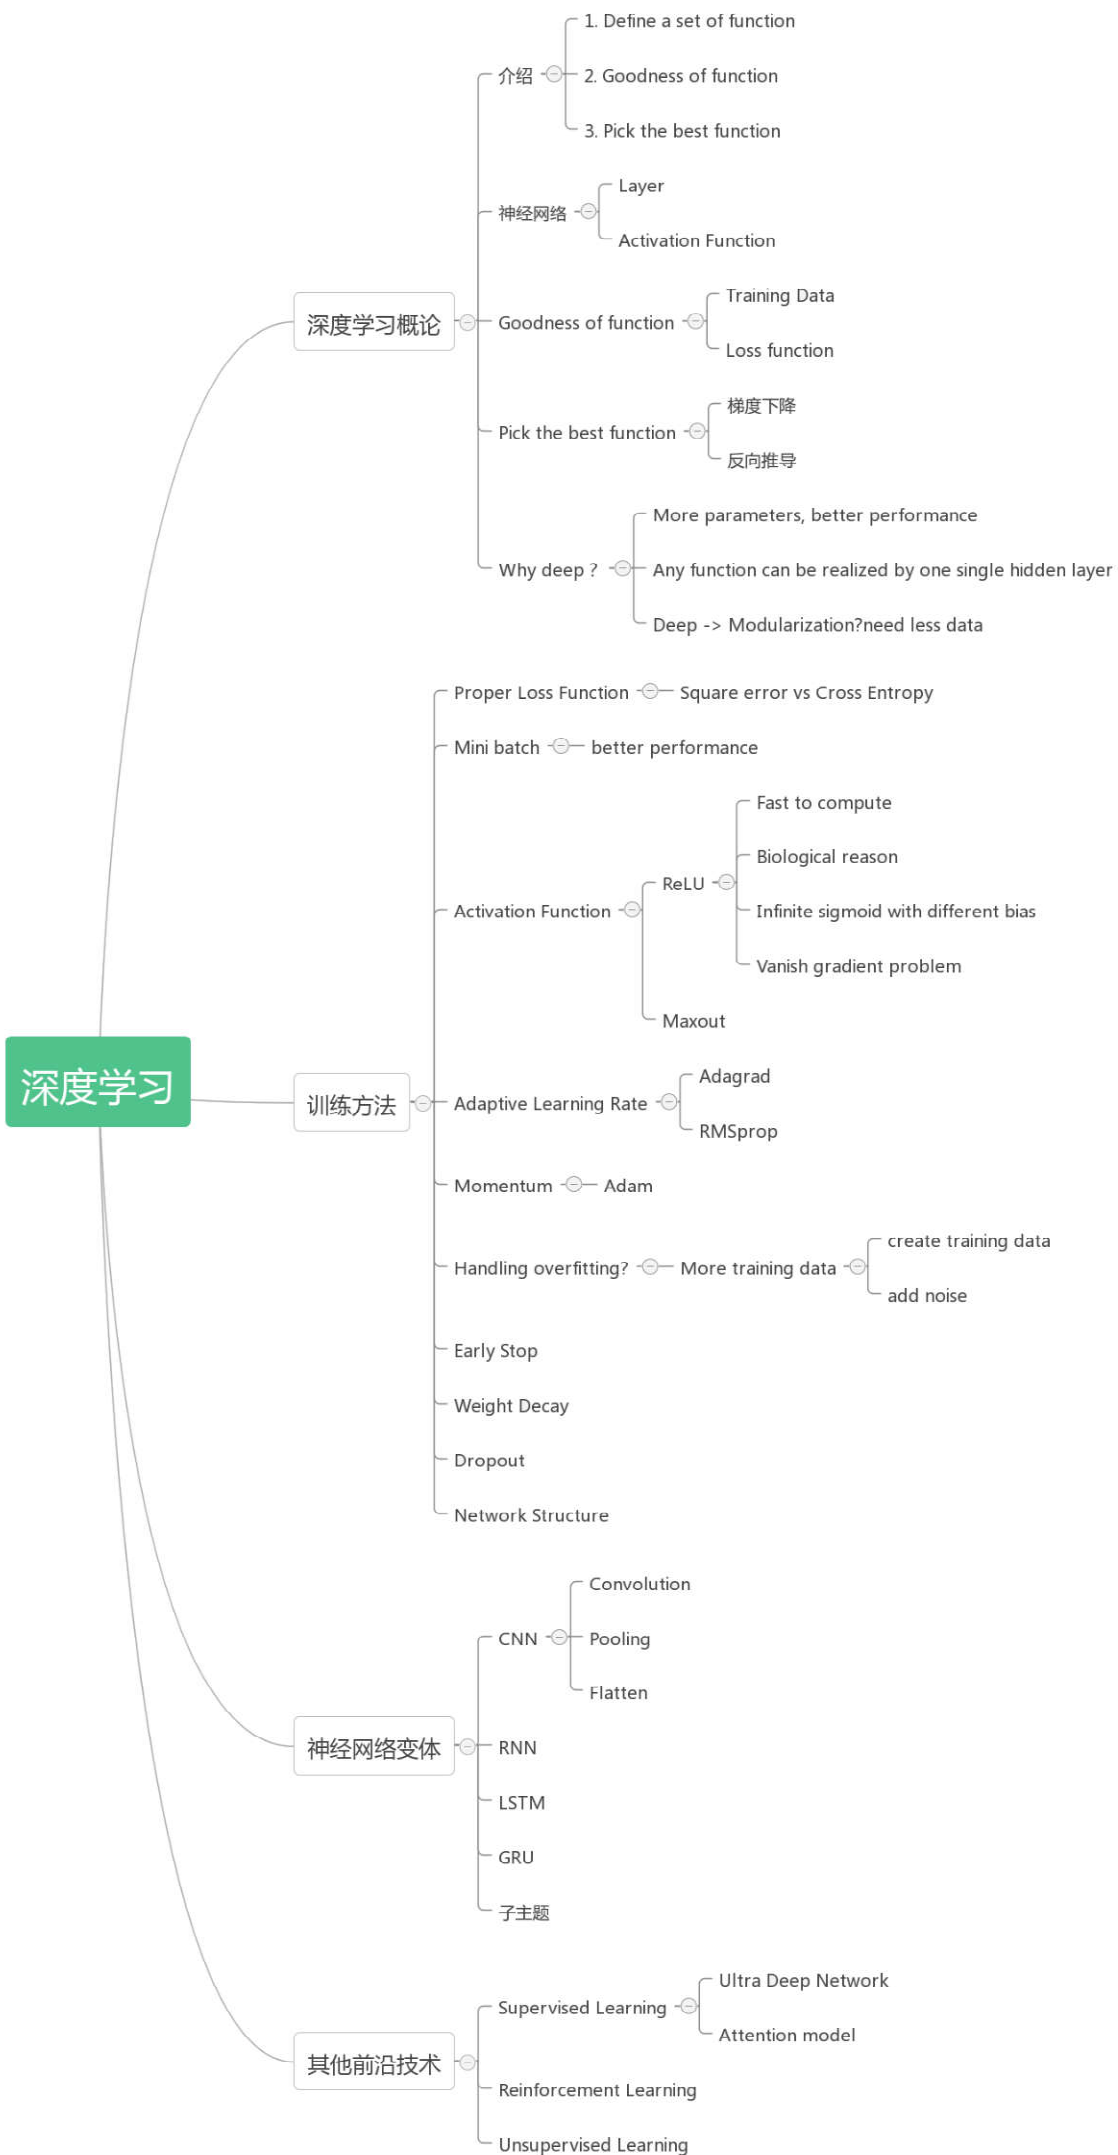 1. Define a set of function
介绍
2. Goodness of function
3. Pick the best function
Layer
神经网络
Activation Function
Training Data
深度学习概论
Goodness of function
Loss function
梯度下降
Pick the best function
反向推导
More parameters, better performance
Why deep ?
Any function can be realized by one single hidden layer
Deep -> Modularization?need less data
Proper Loss Function
Square error vs Cross Entropy
Mini batch
better performance
Fast to compute
Biological reason
ReLU
Activation Function
Infinite sigmoid with different bias
Vanish gradient problem
Maxout
深度学习
训练方法
Adagrad
Adaptive Learning Rate
RMSprop
Momentum
Adam
create training data
Handling overfitting?
More training data
add noise
Early Stop
Weight Decay
Dropout
Network Structure
Convolution
CNN
Pooling
Flatten
神经网络变体
RNN
LSTM
GRU
子主题
Ultra Deep Network
Supervised Learning
Attention model
其他前沿技术
Reinforcement Learning
Unsupervised Learning